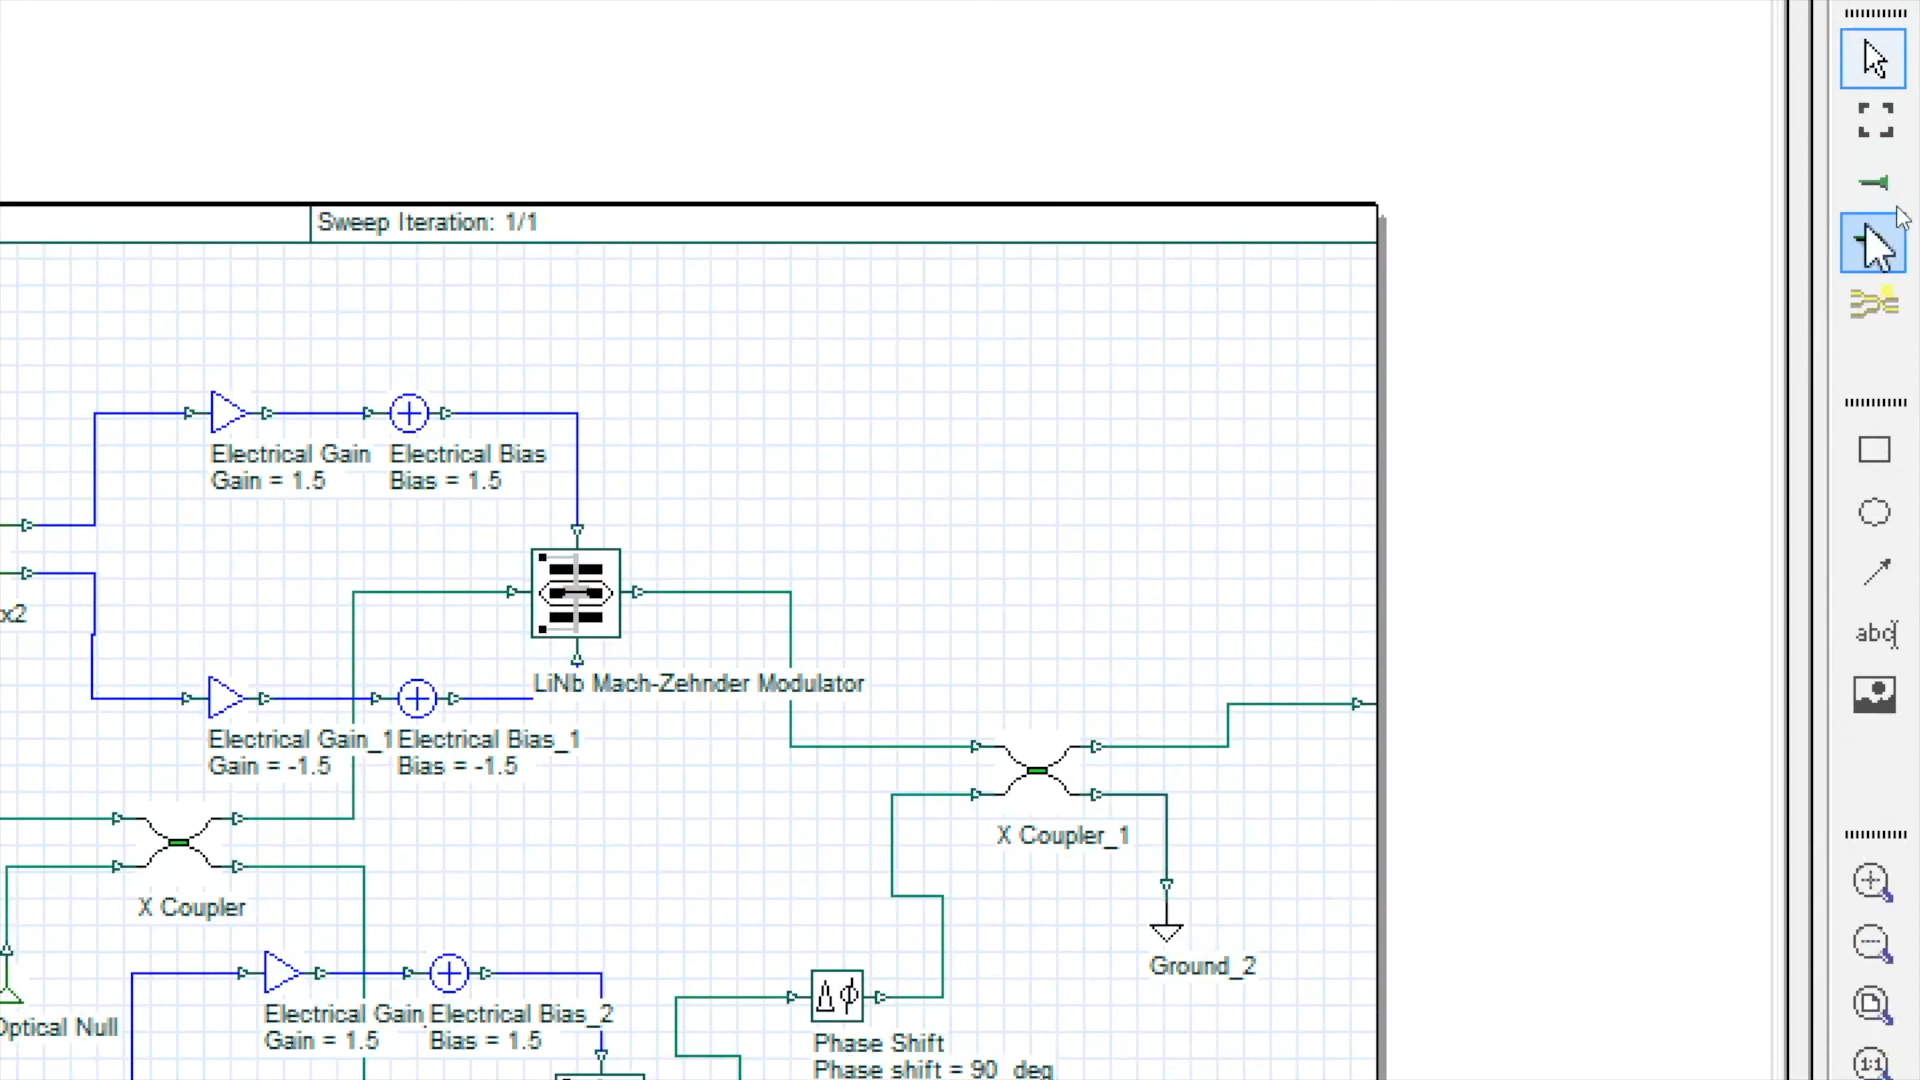 Sweep Iteration: 1/1
Electrical Gain
Gain = 1.5
Electrical Bias
Bias = 1.5
x2
LiNb Mach-Zehnder Modulator
Electrical Gain_1
Gain = -1.5
Electrical Bias_1
Bias = -1.5
X Coupler_1
X Coupler
Ground_2
Optical Null
Electrical Gain
Gain = 1.5
Electrical Bias_2
Bias = 1.5
Δϕ
Phase Shift
Phase shift = 90 deg
abc
1:1